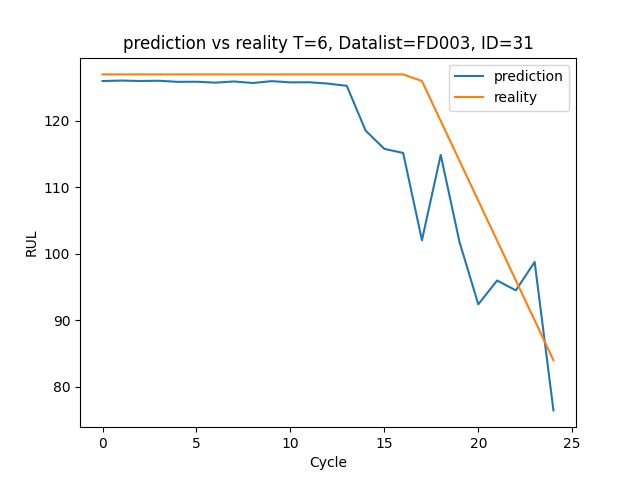 prediction vs reality T=6, Datalist=FD003, ID=31
prediction
reality
RUL
120
110
100
90
80
0 5 10 15 20 25
Cycle